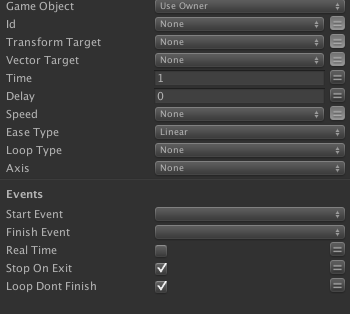 Game Object Use Owner
Id None
Transform Target None
Vector Target None
Time 1
Delay 0
Speed None
Ease Type Linear
Loop Type None
Axis None
Events
Start Event
Finish Event
Real Time
Stop On Exit
Loop Dont Finish